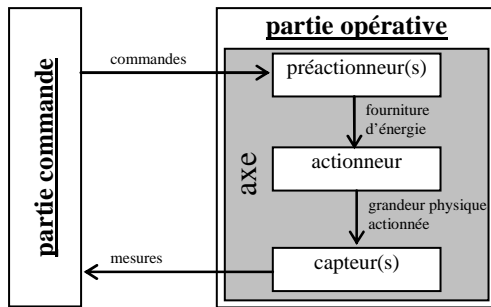 partie opérative
commandes
préactionneur(s)
partie commande
fourniture
d'énergie
axe
actionneur
grandeur physique
actionnée
mesures
capteur(s)